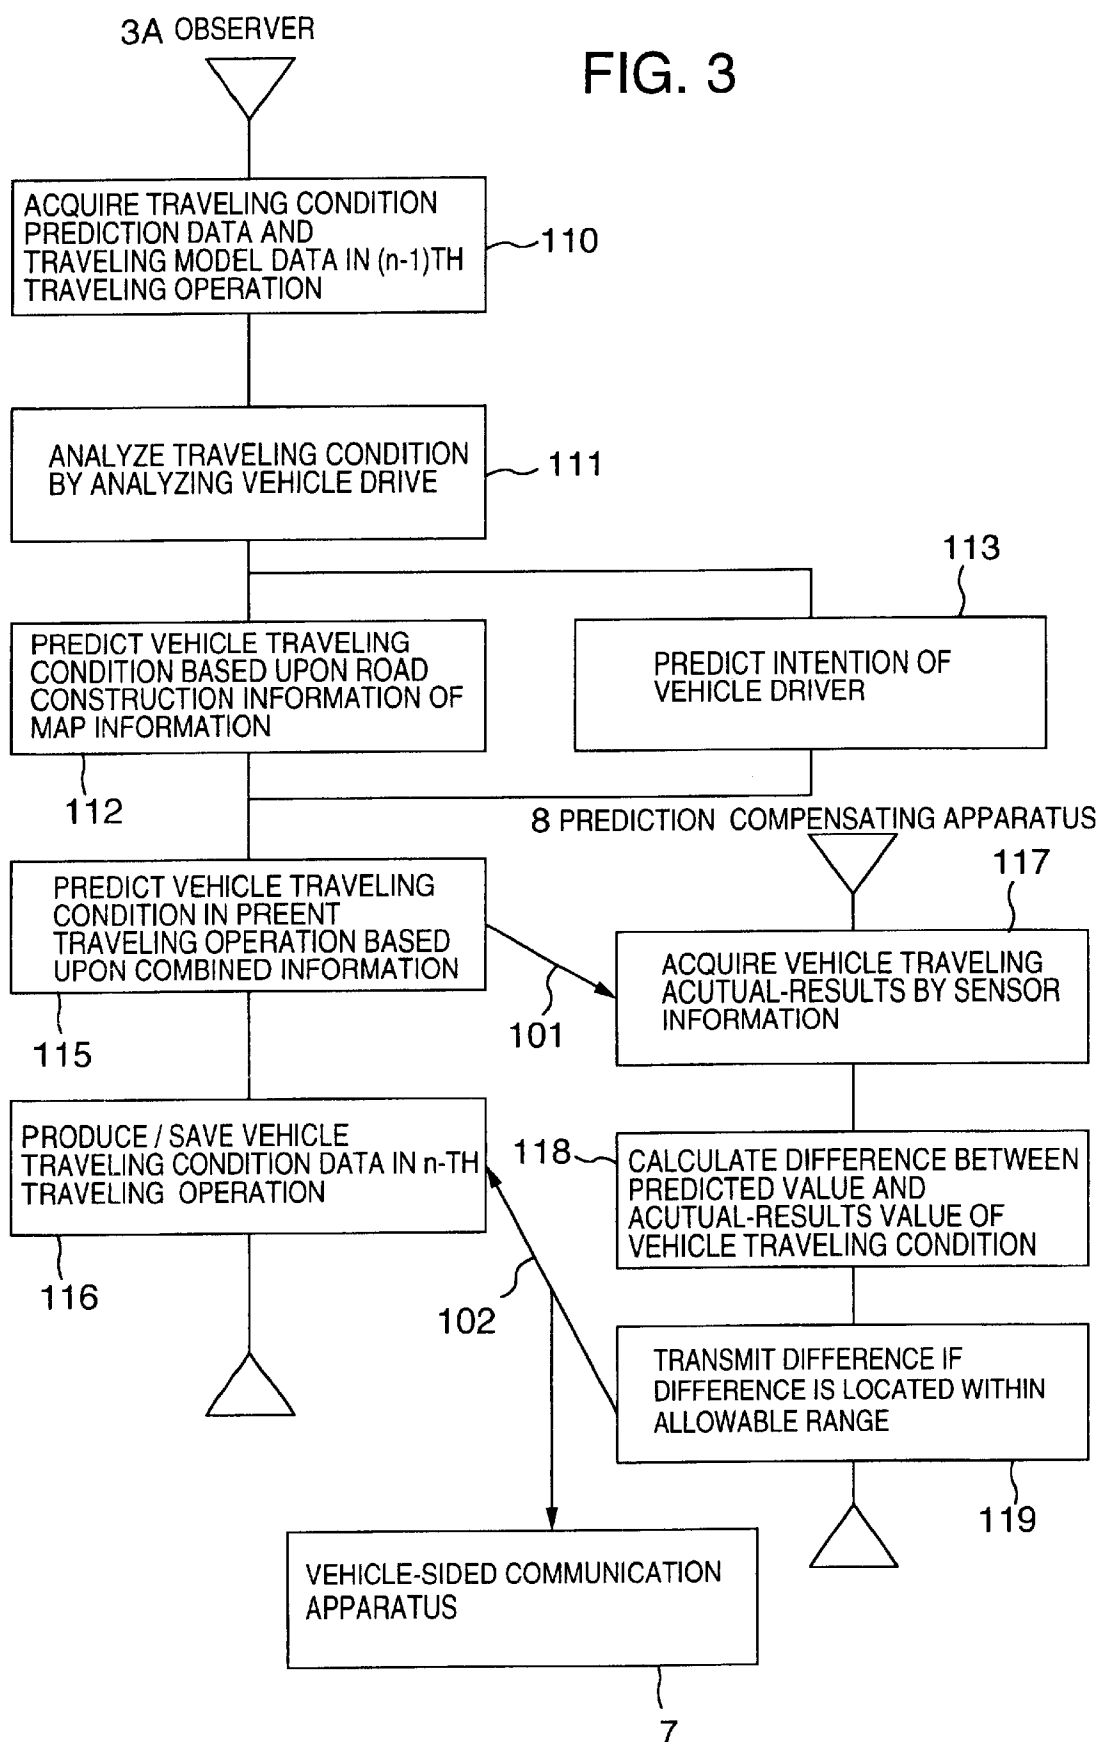 3A OBSERVER
FIG. 3
ACQUIRE TRAVELING CONDITION
PREDICTION DATA AND
TRAVELING MODEL DATA IN (n-1)TH
TRAVELING OPERATION
110
ANALYZE TRAVELING CONDITION
BY ANALYZING VEHICLE DRIVE
111
113
PREDICT VEHICLE TRAVELING
CONDITION BASED UPON ROAD
CONSTRUCTION INFORMATION OF
MAP INFORMATION
112
PREDICT INTENTION OF
VEHICLE DRIVER
8 PREDICTION COMPENSATING APPARATUS
117
PREDICT VEHICLE TRAVELING
CONDITION IN PREENT
TRAVELING OPERATION BASED
UPON COMBINED INFORMATION
115
101
ACQUIRE VEHICLE TRAVELING
ACUTUAL-RESULTS BY SENSOR
INFORMATION
PRODUCE / SAVE VEHICLE
TRAVELING CONDITION DATA IN n-TH
TRAVELING OPERATION
116
118
CALCULATE DIFFERENCE BETWEEN
PREDICTED VALUE AND
ACUTUAL-RESULTS VALUE OF
VEHICLE TRAVELING CONDITION
102
TRANSMIT DIFFERENCE IF
DIFFERENCE IS LOCATED WITHIN
ALLOWABLE RANGE
119
VEHICLE-SIDED COMMUNICATION
APPARATUS
7